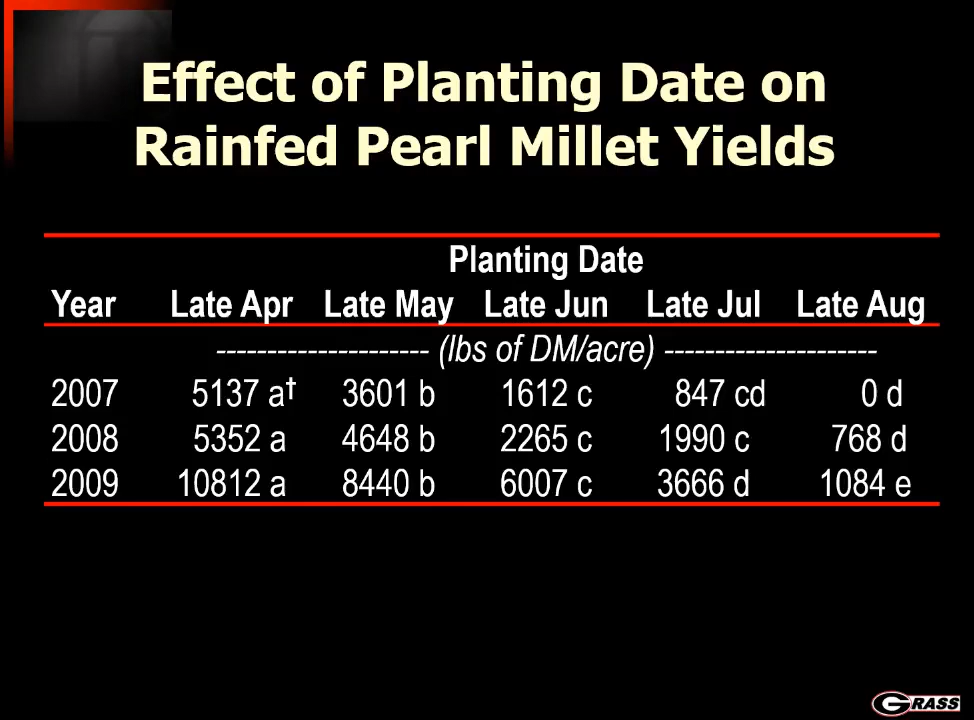 Effect of Planting Date on
Rainfed Pearl Millet Yields
Planting Date
Year Late Apr Late May Late Jun Late Jul Late Aug
--------------------- (lbs of DM/acre) ---------------------
2007 5137 a† 3601 b 1612 c 847 cd 0 d
2008 5352 a 4648 b 2265 c 1990 c 768 d
2009 10812 a 8440 b 6007 c 3666 d 1084 e
GRASS